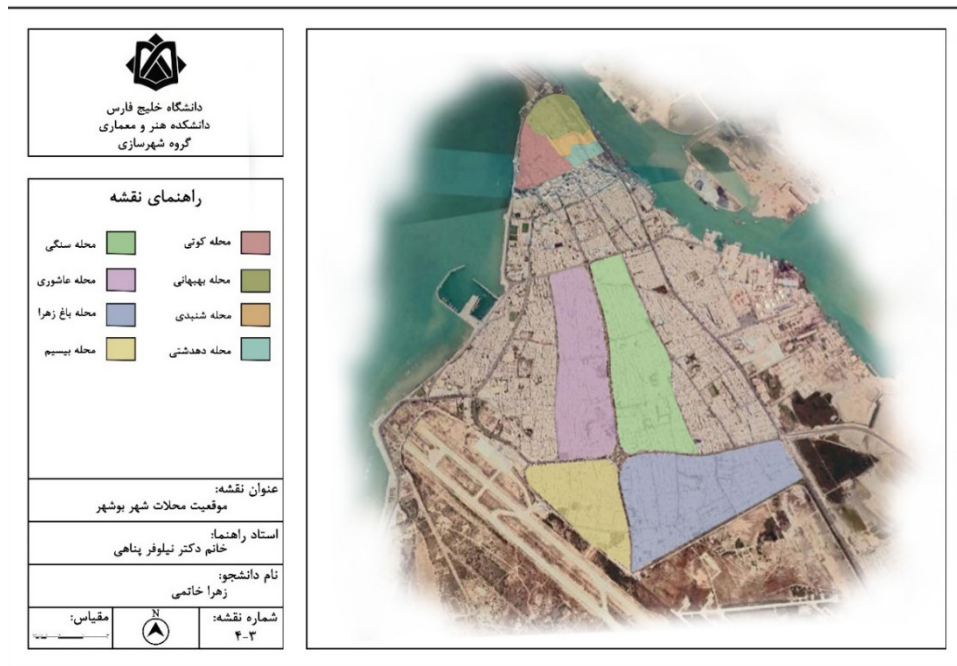 دانشگاه خلیج فارس
دانشکده هنر و معماری
گروه شهرسازی
راهنمای نقشه
محله کوتی
محله سنگی
محله بهبهانی
محله عاشوری
محله شنبدی
محله باغ زهرا
محله دهدشتی
محله بیسیم
عنوان نقشه:
موقعیت محلات شهر بوشهر
استاد راهنما:
خانم دکتر نیلوفر پناهی
نام دانشجو:
زهرا خاتمی
شماره نقشه:
۴-۳
N
مقیاس: